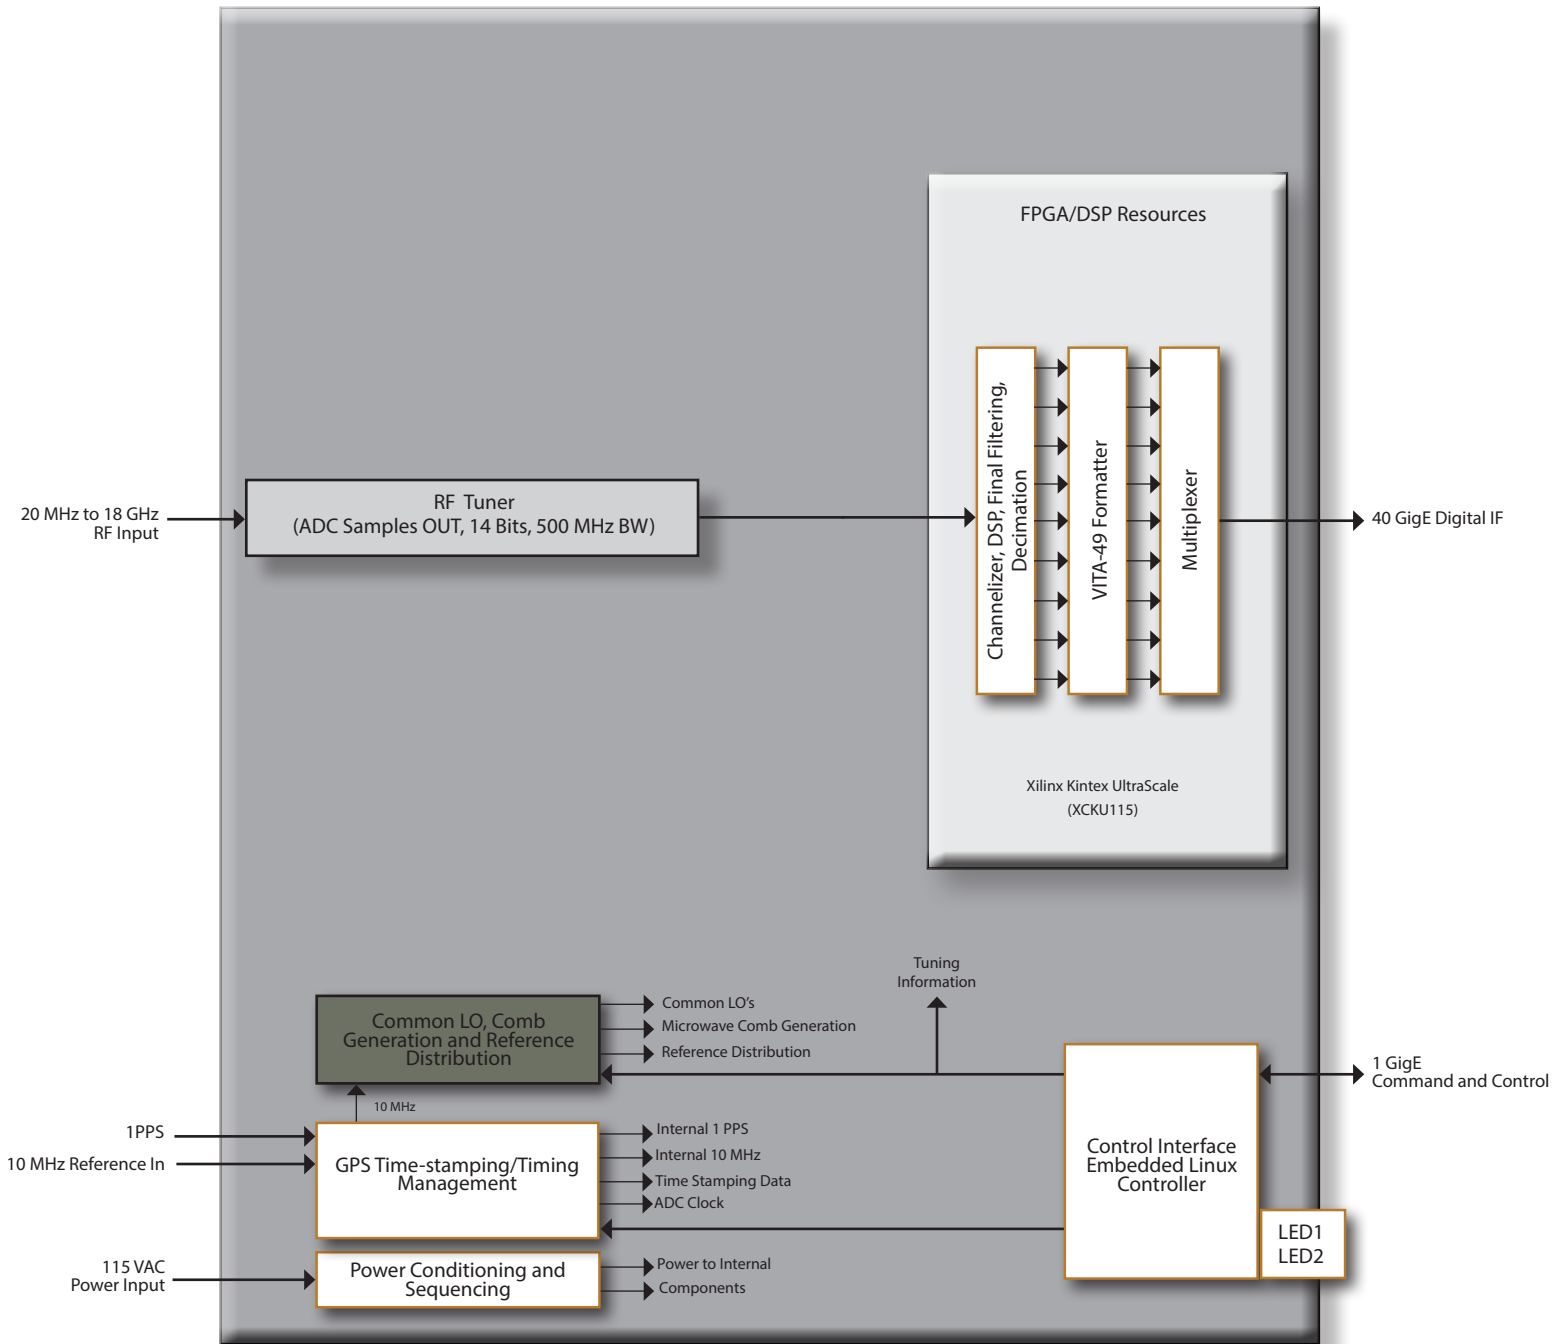 FPGA/DSP Resources
Channelizer, DSP, Final Filtering,
Decimation
VITA-49 Formatter
Multiplexer
Xilinx Kintex UltraScale
(XCKU115)
20 MHz to 18 GHz
RF Input
RF Tuner
(ADC Samples OUT, 14 Bits, 500 MHz BW)
40 GigE Digital IF
Tuning
Information
Common LO, Comb
Generation and Reference
Distribution
Common LO's
Microwave Comb Generation
Reference Distribution
10 MHz
1 GigE
Command and Control
1PPS
10 MHz Reference In
GPS Time-stamping/Timing
Management
Internal 1 PPS
Internal 10 MHz
Time Stamping Data
ADC Clock
Control Interface
Embedded Linux
Controller
LED1
LED2
115 VAC
Power Input
Power Conditioning and
Sequencing
Power to Internal
Components